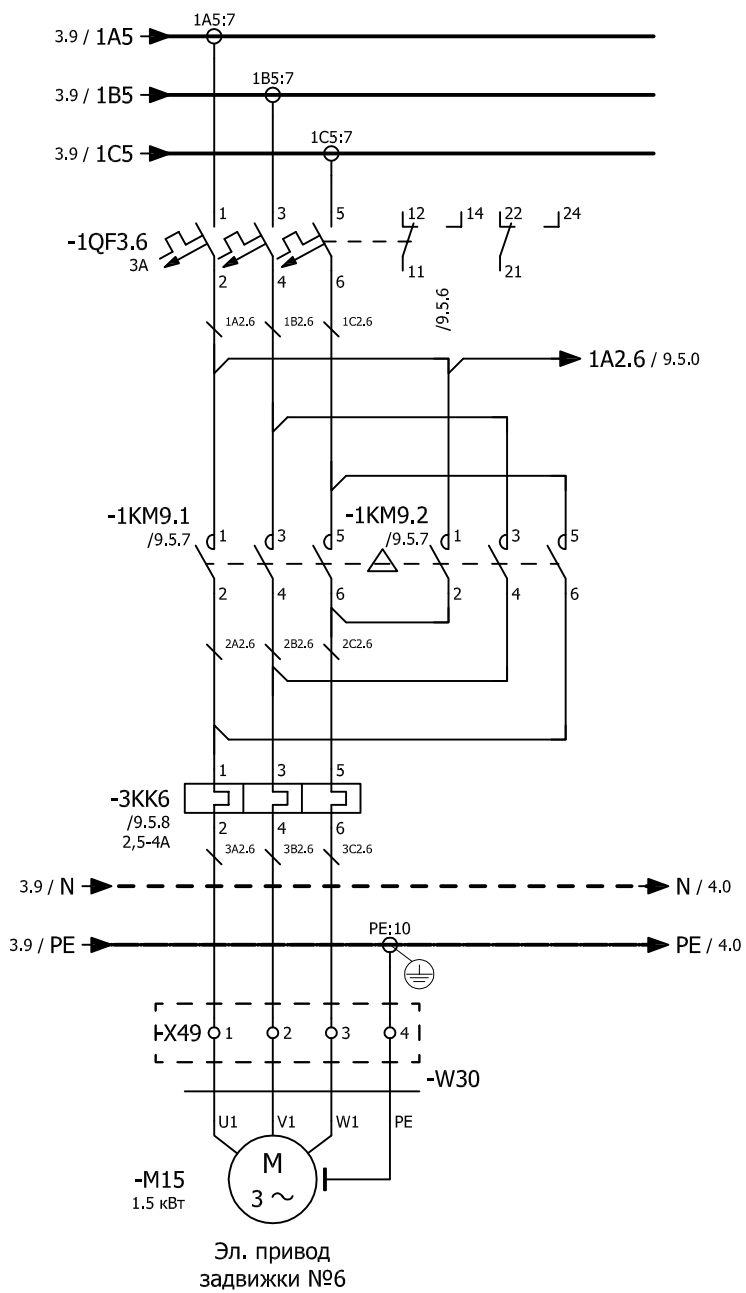 1A5:7
3.9 / 1A5
1B5:7
3.9 / 1B5
1C5:7
3.9 / 1C5
1 3 5 12 14 22 24
-1QF3.6
3А
2 4 6 11 21
/9.5.6
1A2.6 1B2.6 1C2.6
1A2.6 / 9.5.0
-1KM9.1 -1KM9.2
/9.5.7 1 3 5 /9.5.7 1 3 5
2 4 6 2 4 6
2A2.6 2B2.6 2C2.6
1 3 5
-3KK6
/9.5.8 2 4 6
2,5-4А
3A2.6 3B2.6 3C2.6
3.9 / N N / 4.0
PE:10
3.9 / PE PE / 4.0
-X49 1 2 3 4
-W30
U1 V1 W1 PE
-M15 M
1.5 кВт 3 ~
Эл. привод
задвижки №6